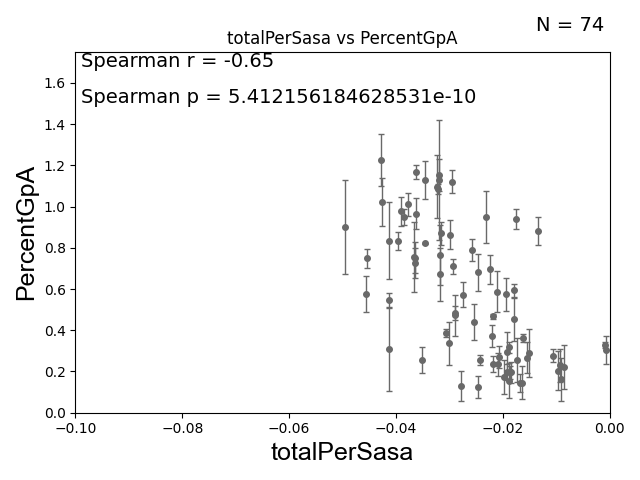 N = 74
totalPerSasa vs PercentGpA
Spearman r = -0.65
Spearman p = 5.412156184628531e-10
PercentGpA
1.6
1.4
1.2
1.0
0.8
0.6
0.4
0.2
0.0
−0.10 −0.08 −0.06 −0.04 −0.02 0.00
totalPerSasa